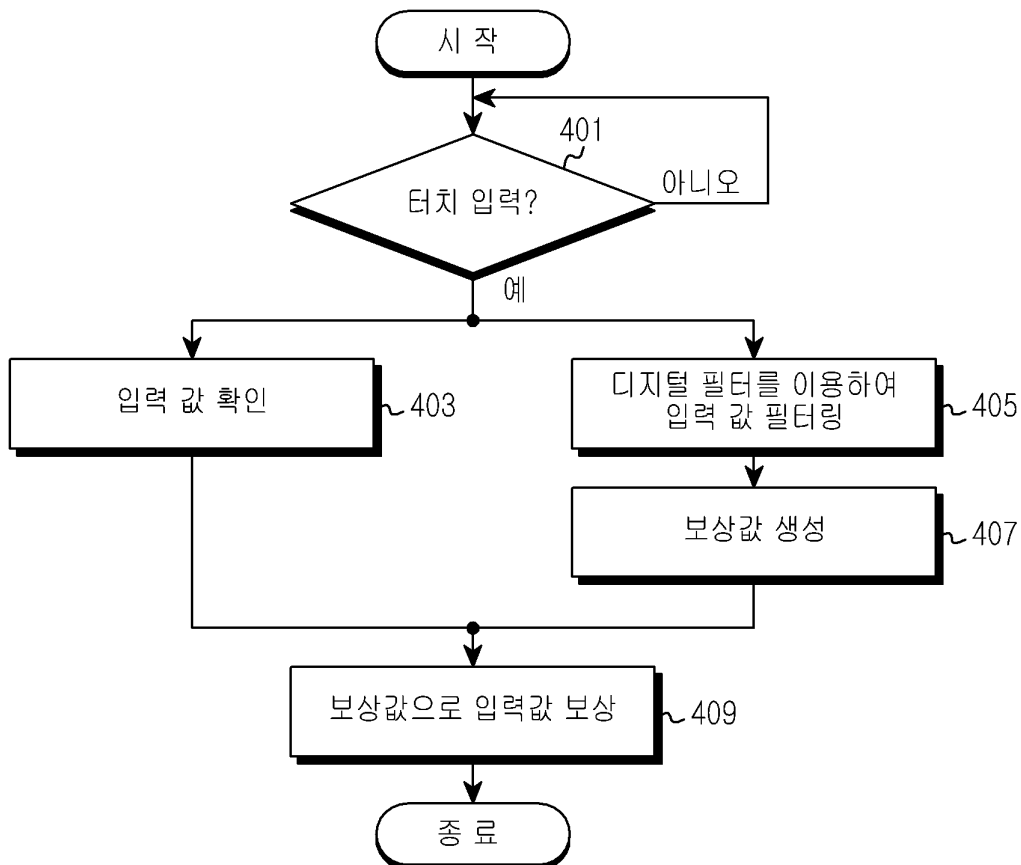 시 작
401
터치 입력?
아니오
예
입력 값 확인
403
디지털 필터를 이용하여
입력 값 필터링
405
보상값 생성
407
보상값으로 입력값 보상
409
종 료